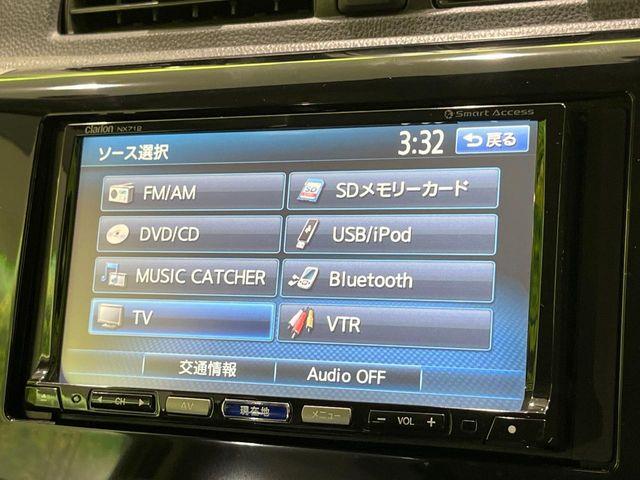 Smart Access
Clarion NX712
ソース選択
3:32
戻る
FM/AM
SDメモリーカード
DVD/CD
USB/iPod
MUSIC CATCHER
Bluetooth
TV
VTR
交通情報
Audio OFF
CH
AV
現在地
メニュー
− VOL +